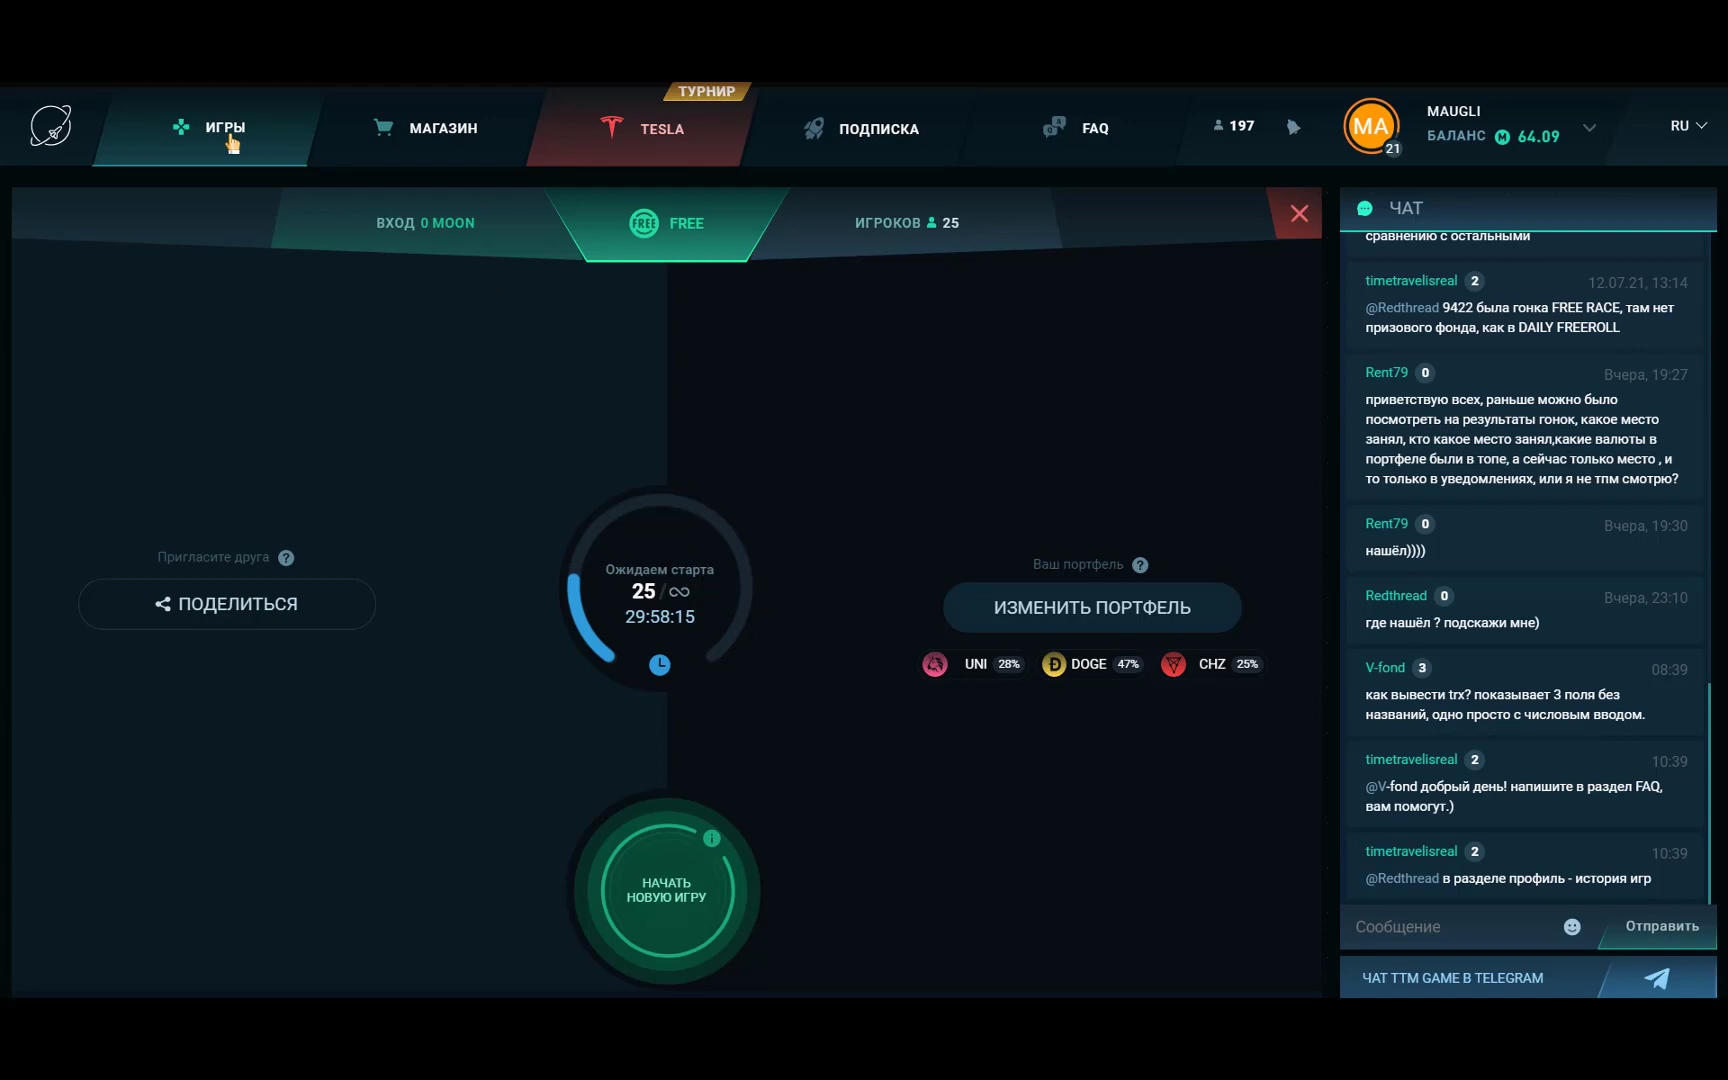 ТУРНИР
ИГРЫ
МАГАЗИН
TESLA
ПОДПИСКА
FAQ
197
MA
21
MAUGLI
БАЛАНС M 64.09
RU
ВХОД 0 MOON
FREE FREE
ИГРОКОВ 25
Пригласите друга ?
ПОДЕЛИТЬСЯ
Ожидаем старта
25 / ∞
29:58:15
Ваш портфель ?
ИЗМЕНИТЬ ПОРТФЕЛЬ
UNI 28% DOGE 47% CHZ 25%
НАЧАТЬ
НОВУЮ ИГРУ
ЧАТ
сравнению с остальными
timetravelisreal 2 12.07.21, 13:14
@Redthread 9422 была гонка FREE RACE, там нет
призового фонда, как в DAILY FREEROLL
Rent79 0 Вчера, 19:27
приветствую всех, раньше можно было
посмотреть на результаты гонок, какое место
занял, кто какое место занял,какие валюты в
портфеле были в топе, а сейчас только место , и
то только в уведомлениях, или я не тпм смотрю?
Rent79 0 Вчера, 19:30
нашёл))))
Redthread 0 Вчера, 23:10
где нашёл ? подскажи мне)
V-fond 3 08:39
как вывести trx? показывает 3 поля без
названий, одно просто с числовым вводом.
timetravelisreal 2 10:39
@V-fond добрый день! напишите в раздел FAQ,
вам помогут.)
timetravelisreal 2 10:39
@Redthread в разделе профиль - история игр
Сообщение
Отправить
ЧАТ TTM GAME В TELEGRAM